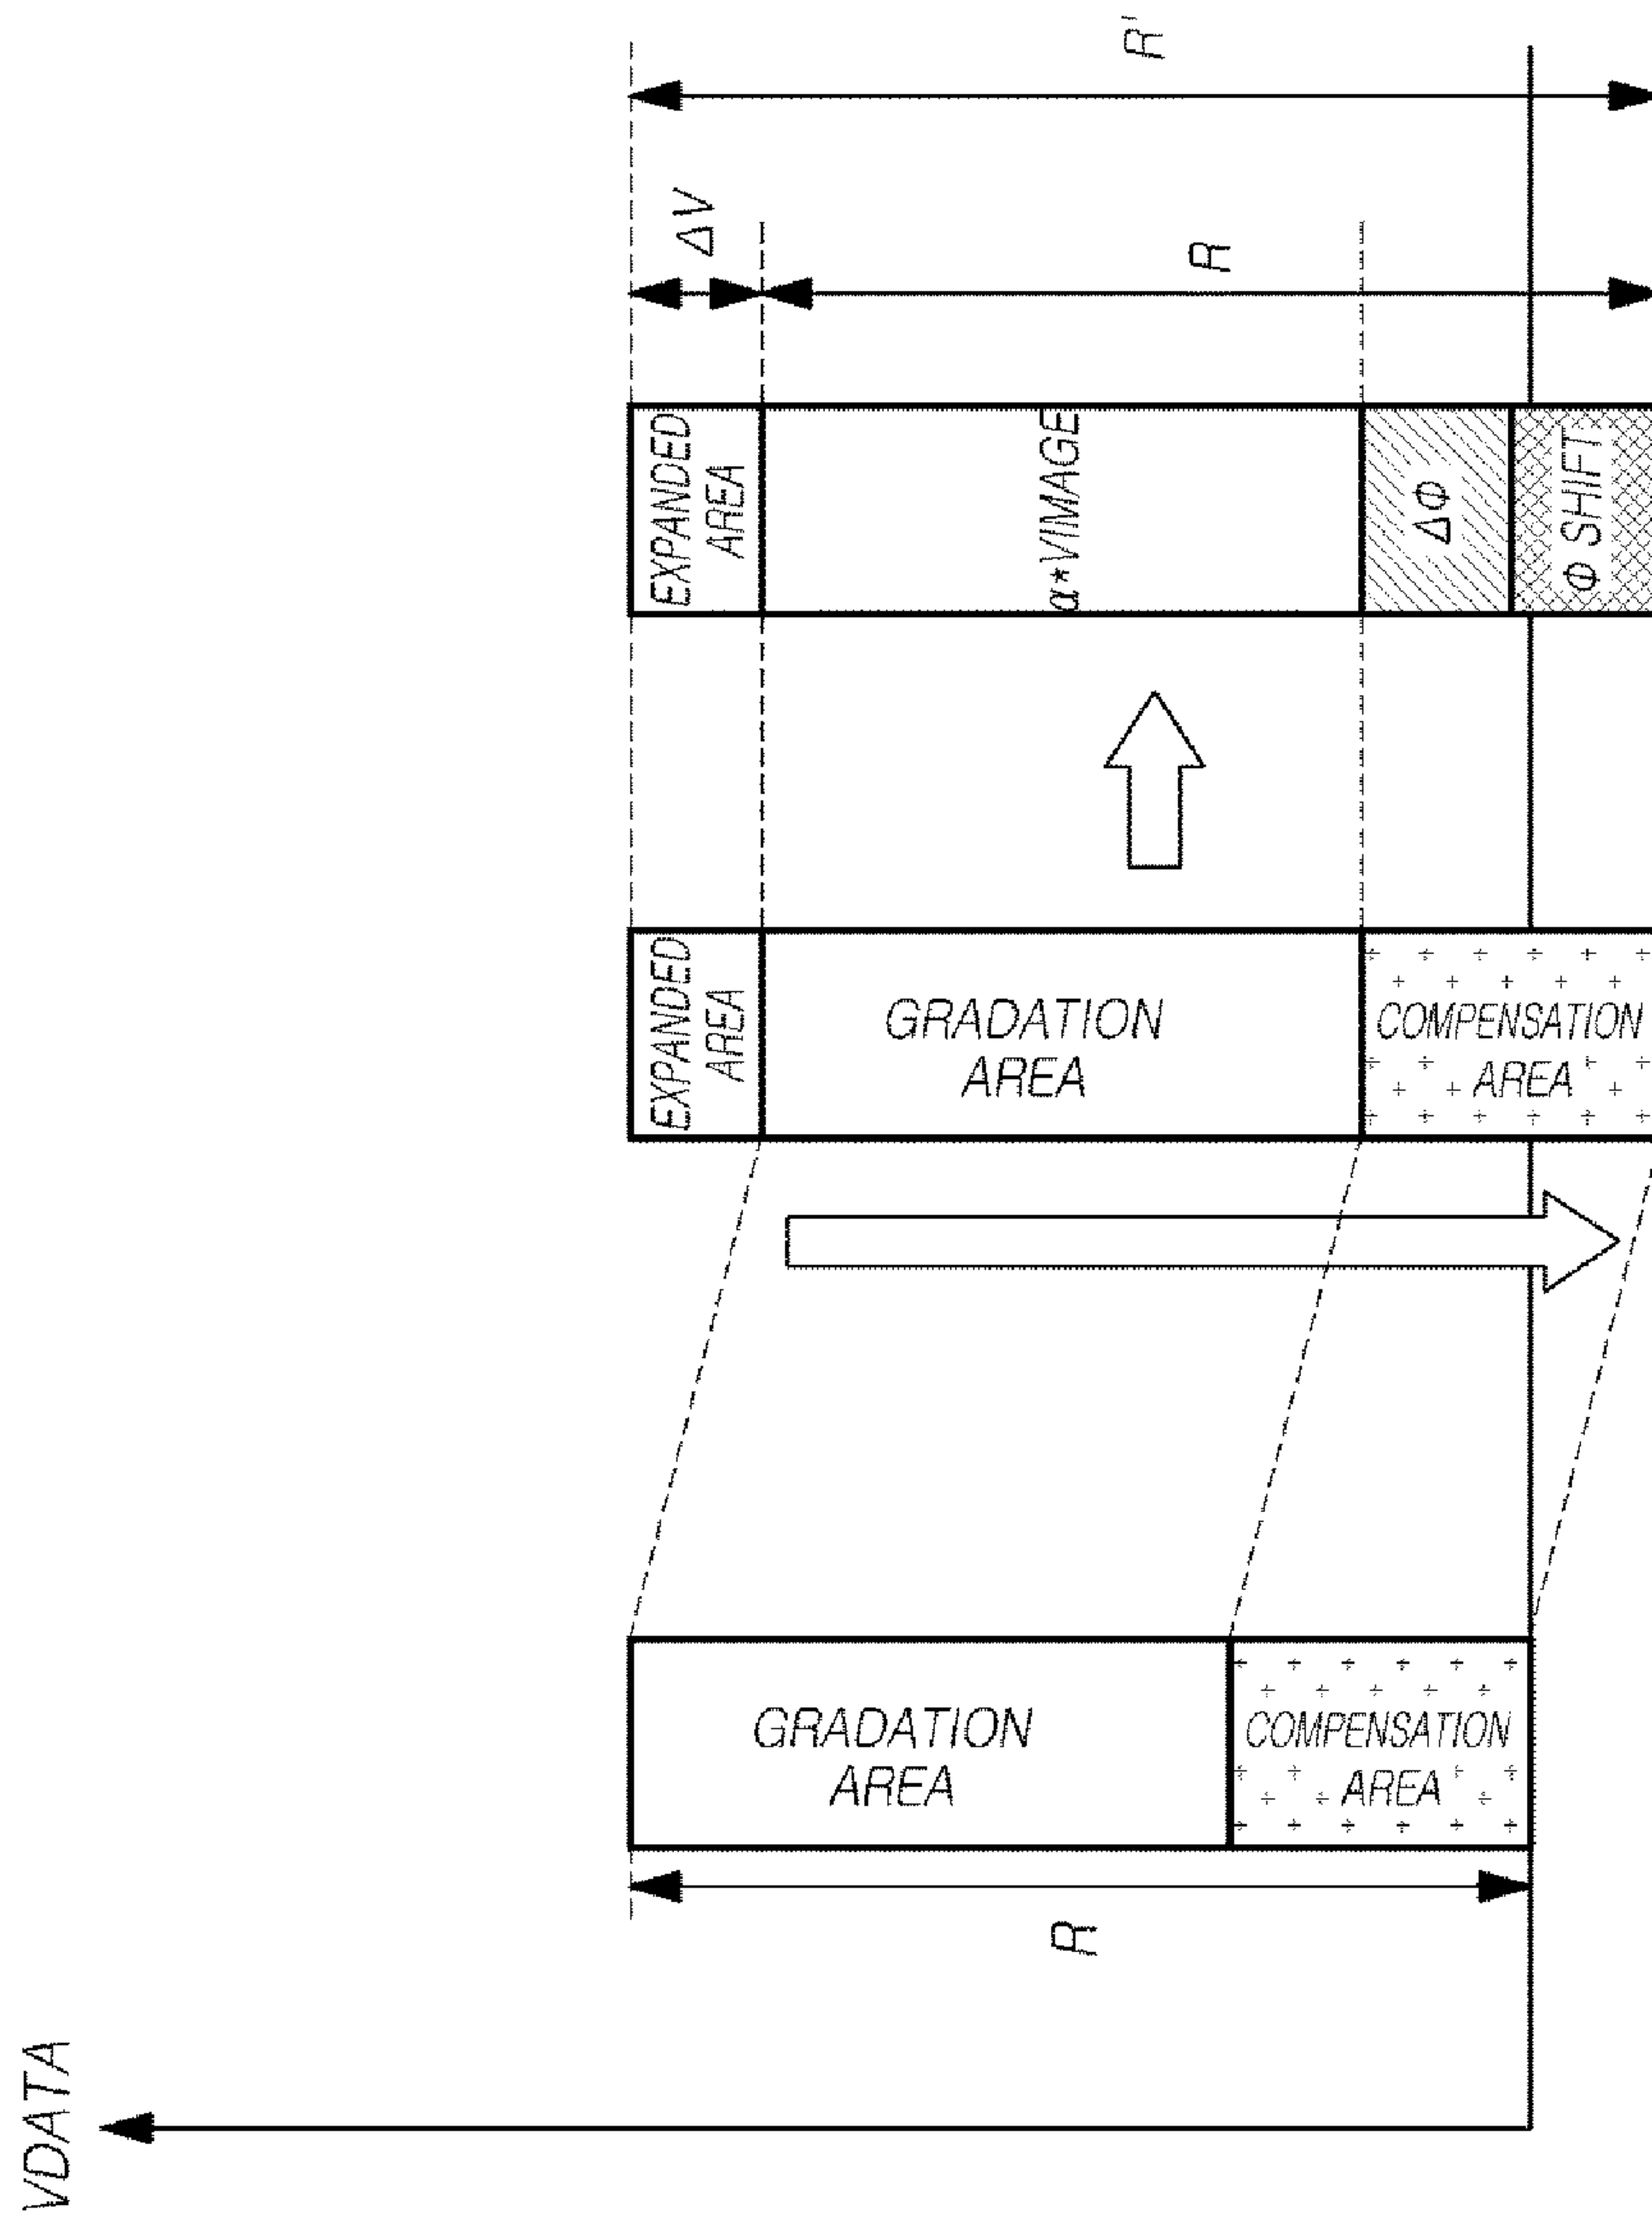 VDATA
R
GRADATION
AREA
COMPENSATION
AREA
EXPANDED
AREA
GRADATION
AREA
COMPENSATION
AREA
EXPANDED
AREA
α*VIMAGE
ΔΦ
Φ SHIFT
ΔV
R
R'